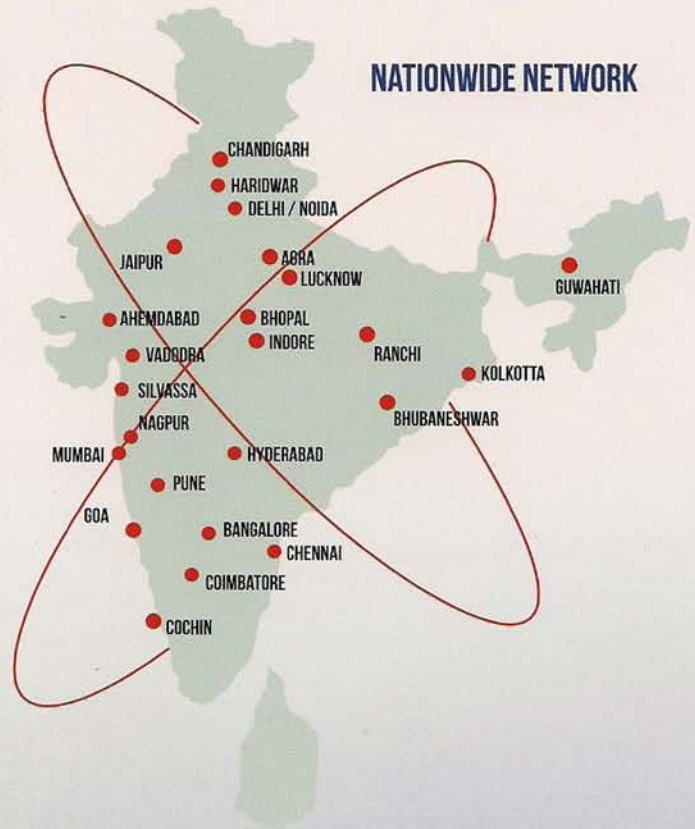 NATIONWIDE NETWORK
CHANDIGARH
HARIDWAR
DELHI / NOIDA
JAIPUR
AGRA
LUCKNOW
GUWAHATI
AHEMDABAD
BHOPAL
INDORE
RANCHI
VADODRA
KOLKOTTA
SILVASSA
BHUBANESHWAR
NAGPUR
MUMBAI
HYDERABAD
PUNE
GOA
BANGALORE
CHENNAI
COIMBATORE
COCHIN